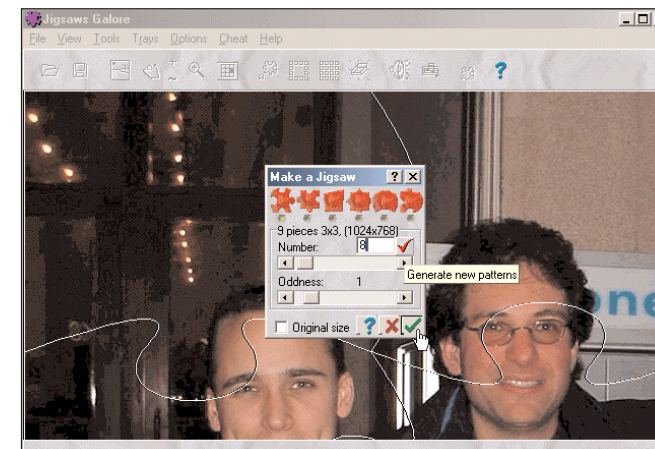 Jigsaws Galore
File View Tools Trays Options Cheat Help
Make a Jigsaw
9 pieces 3x3, (1024x768)
Number: 8
Generate new patterns
Oddness: 1
Original size
one